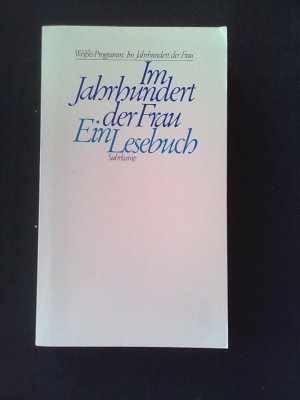 Weißes Programm: Im Jahrhundert der Frau
Im
Jahrhundert
der Frau
Ein Lesebuch
Suhrkamp